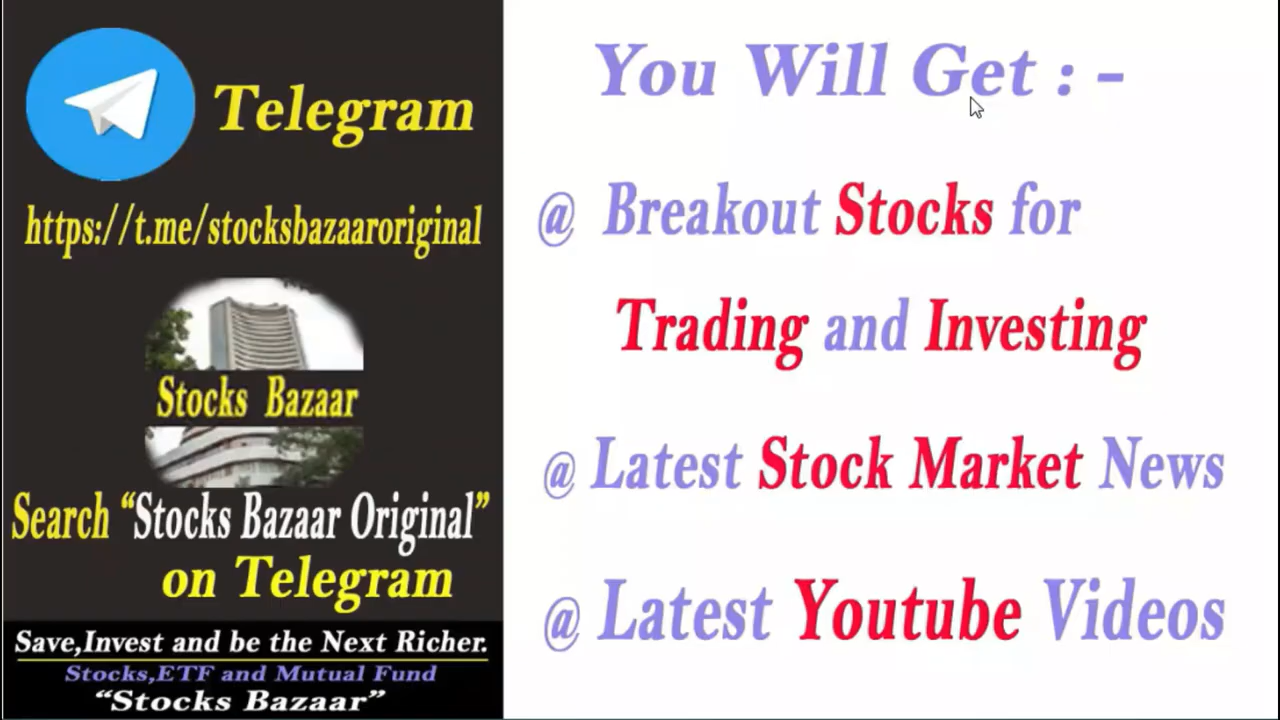 Telegram
https://t.me/stocksbazaaroriginal
Stocks Bazaar
Search “Stocks Bazaar Original”
on Telegram
Save,Invest and be the Next Richer.
Stocks,ETF and Mutual Fund
“Stocks Bazaar”
You Will Get : -
@ Breakout Stocks for
Trading and Investing
@ Latest Stock Market News
@ Latest Youtube Videos